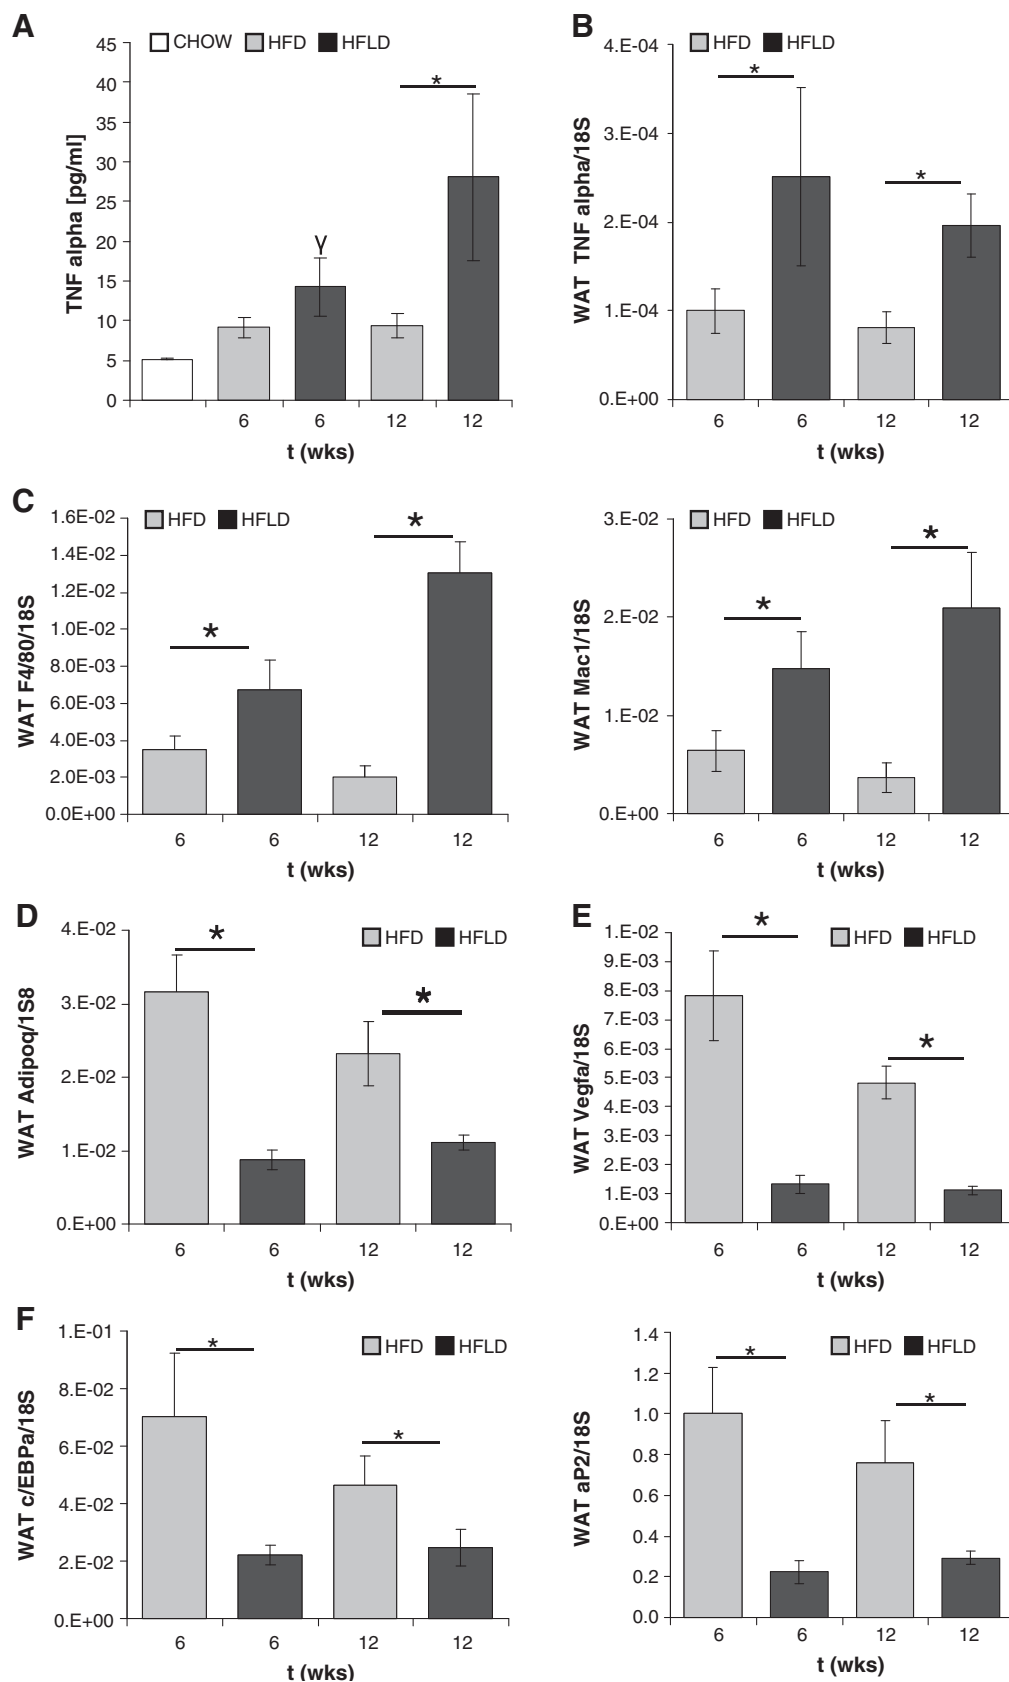 A
CHOW HFD HFLD
TNF alpha [pg/ml]
45
40
35
30
25
20
15
10
5
0
*
γ
6 6 12 12
t (wks)
B
HFD HFLD
WAT TNF alpha/18S
4.E-04
3.E-04
2.E-04
1.E-04
0.E+00
*
*
6 6 12 12
t (wks)
C
HFD HFLD
WAT F4/80/18S
1.6E-02
1.4E-02
1.2E-02
1.0E-02
8.0E-03
6.0E-03
4.0E-03
2.0E-03
0.0E+00
*
*
6 6 12 12
t (wks)
HFD HFLD
WAT Mac1/18S
3.E-02
2.E-02
1.E-02
0.E+00
*
*
6 6 12 12
t (wks)
D
HFD HFLD
WAT Adipoq/1S8
4.E-02
3.E-02
2.E-02
1.E-02
0.E+00
*
*
6 6 12 12
t (wks)
E
HFD HFLD
WAT Vegfa/18S
1.E-02
9.E-03
8.E-03
7.E-03
6.E-03
5.E-03
4.E-03
3.E-03
2.E-03
1.E-03
0.E+00
*
*
6 6 12 12
t (wks)
F
HFD HFLD
WAT c/EBPa/18S
1.E-01
8.E-02
6.E-02
4.E-02
2.E-02
0.E+00
*
*
6 6 12 12
t (wks)
HFD HFLD
WAT aP2/18S
1.4
1.2
1.0
0.8
0.6
0.4
0.2
0.0
*
*
6 6 12 12
t (wks)